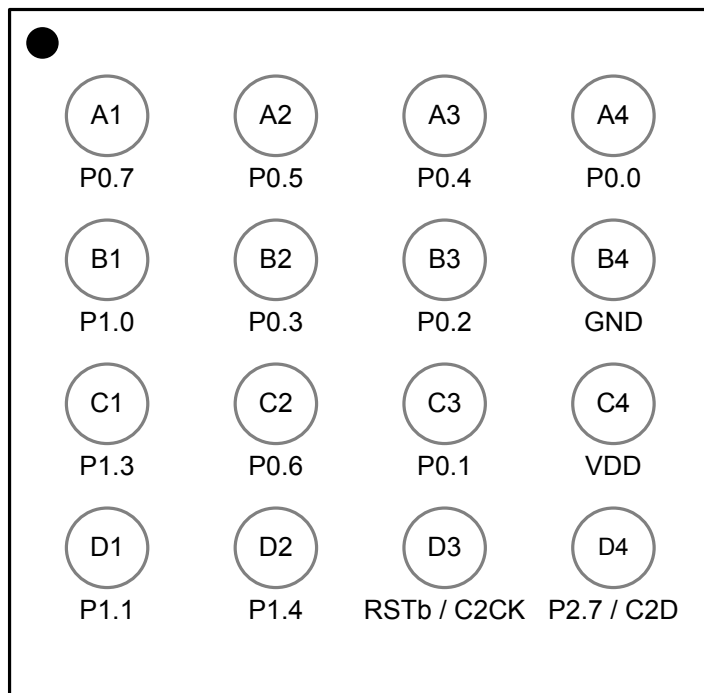 A1 A2 A3 A4
P0.7 P0.5 P0.4 P0.0
B1 B2 B3 B4
P1.0 P0.3 P0.2 GND
C1 C2 C3 C4
P1.3 P0.6 P0.1 VDD
D1 D2 D3 D4
P1.1 P1.4 RSTb / C2CK P2.7 / C2D